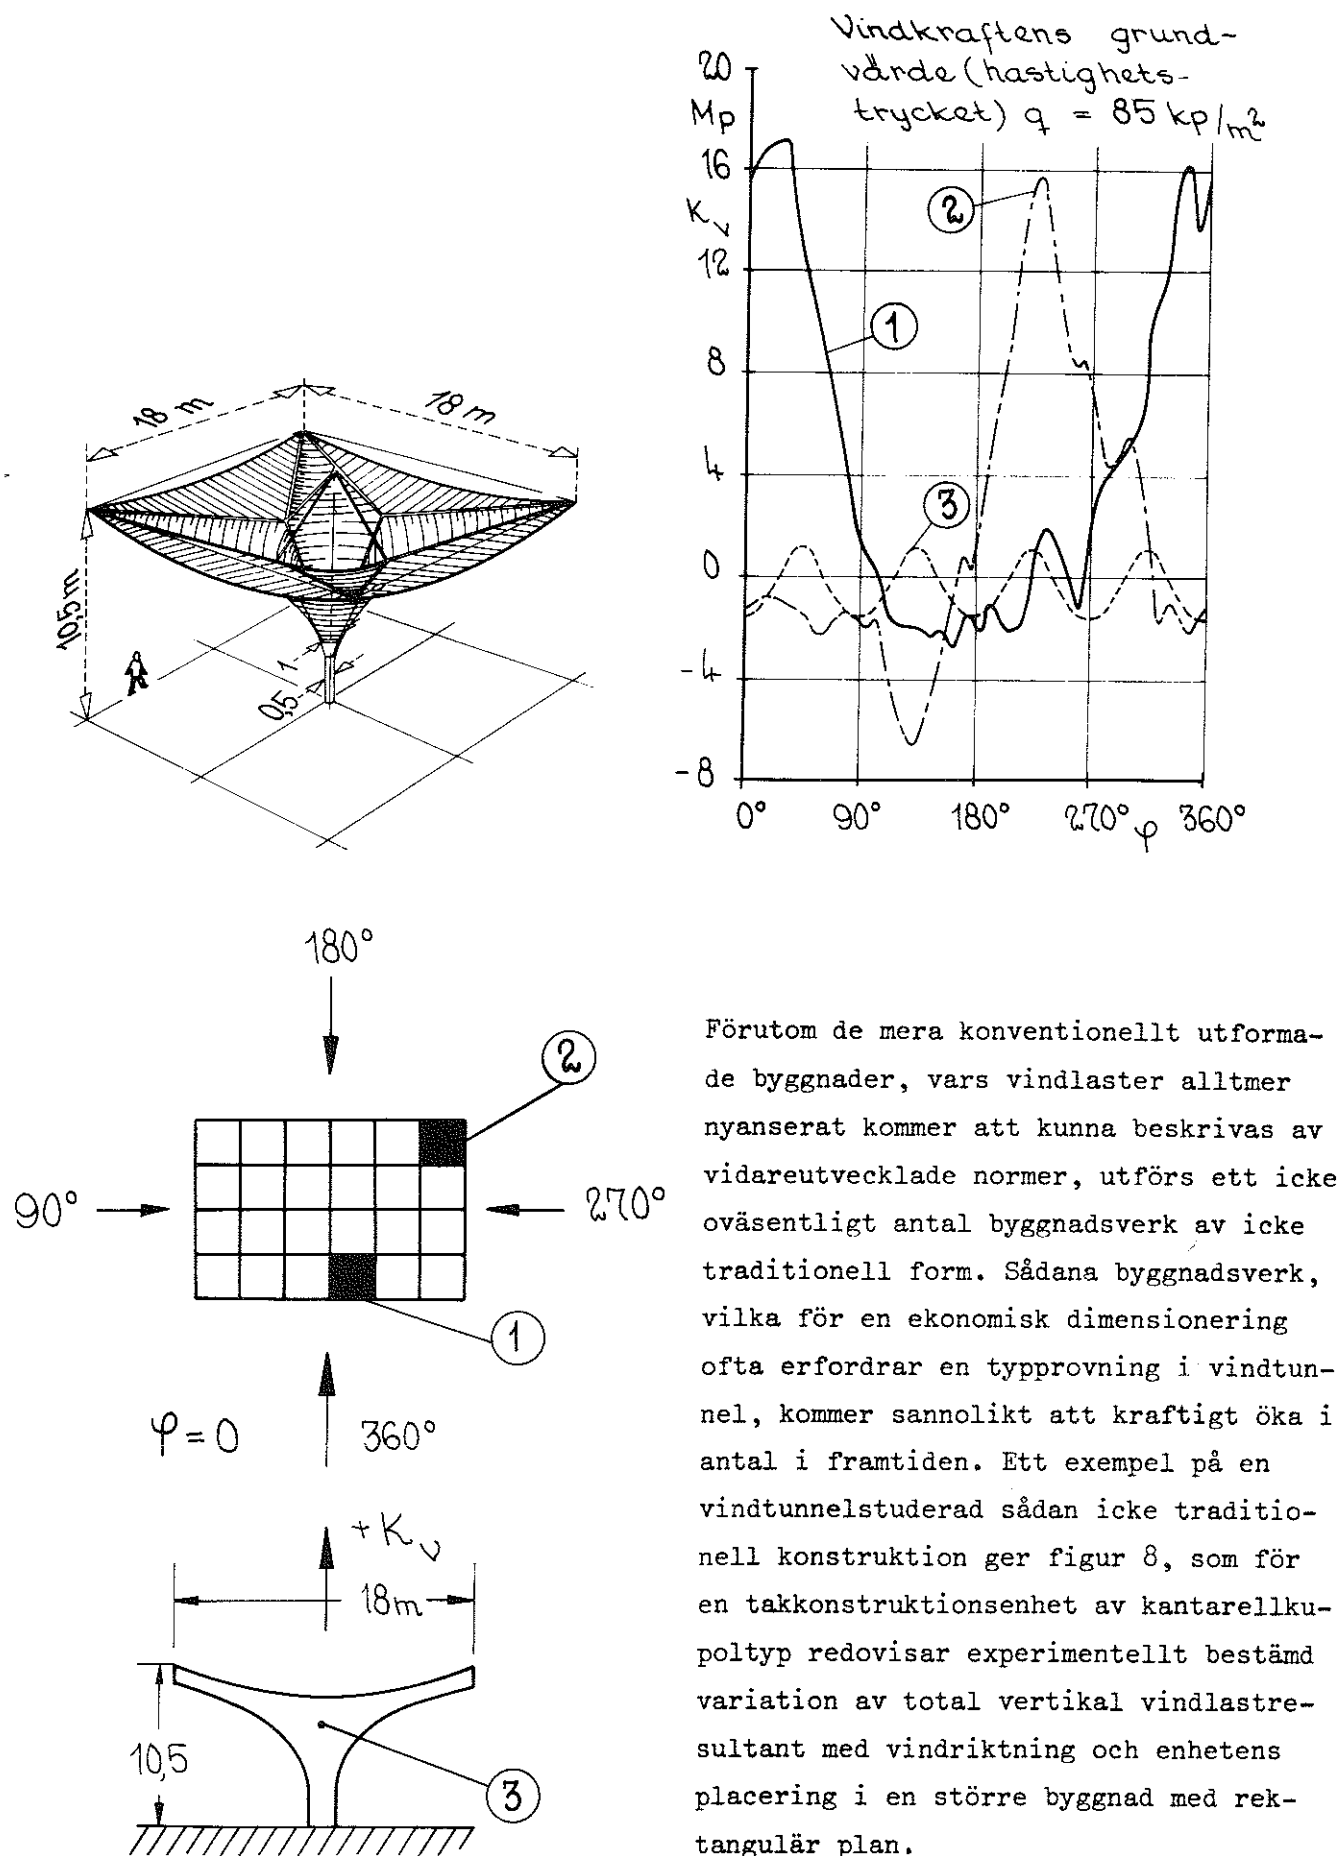 Vindkraftens grund-
värde (hastighets-
trycket) q = 85 kp/m²
20
Mp
16
K_v
12
8
4
0
-4
-8
0° 90° 180° 270° φ 360°
2
1
3
18 m
18 m
10,5 m
1
0,5
180°
2
90°
270°
1
φ = 0
360°
+ K_v
18 m
10,5
3
Förutom de mera konventionellt utforma-
de byggnader, vars vindlaster alltmer
nyanserat kommer att kunna beskrivas av
vidareutvecklade normer, utförs ett icke
oväsentligt antal byggnadsverk av icke
traditionell form. Sådana byggnadsverk,
vilka för en ekonomisk dimensionering
ofta erfordrar en typprovning i vindtun-
nel, kommer sannolikt att kraftigt öka i
antal i framtiden. Ett exempel på en
vindtunnelstuderad sådan icke traditio-
nell konstruktion ger figur 8, som för
en takkonstruktionsenhet av kantarellku-
poltyp redovisar experimentellt bestämd
variation av total vertikal vindlastre-
sultant med vindriktning och enhetens
placering i en större byggnad med rek-
tangulär plan.